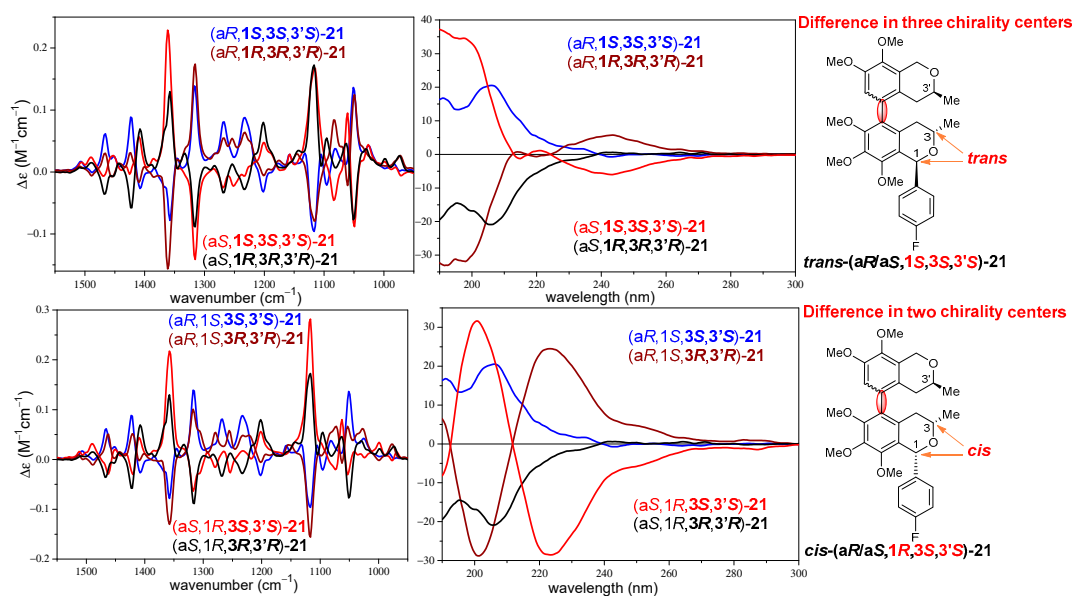 (aR,1S,3S,3'S)-21
(aR,1R,3R,3'R)-21
(aS,1S,3S,3'S)-21
(aS,1R,3R,3'R)-21
0.2
0.1
0.0
−0.1
Δε (M⁻¹cm⁻¹)
1500
1400
1300
1200
1100
1000
wavenumber (cm⁻¹)
(aR,1S,3S,3'S)-21
(aR,1R,3R,3'R)-21
(aS,1S,3S,3'S)-21
(aS,1R,3R,3'R)-21
40
30
20
10
0
−10
−20
−30
200
220
240
260
280
300
wavelength (nm)
Difference in three chirality centers
OMe
MeO
O
3'
Me
MeO
Me
3
O
MeO
1
OMe
trans
F
trans-(aR/aS,1S,3S,3'S)-21
(aR,1S,3S,3'S)-21
(aR,1S,3R,3'R)-21
(aS,1R,3S,3'S)-21
(aS,1R,3R,3'R)-21
0.3
0.2
0.1
0.0
−0.1
−0.2
Δε (M⁻¹cm⁻¹)
1500
1400
1300
1200
1100
1000
wavenumber (cm⁻¹)
(aR,1S,3S,3'S)-21
(aR,1S,3R,3'R)-21
(aS,1R,3S,3'S)-21
(aS,1R,3R,3'R)-21
30
20
10
0
−10
−20
−30
200
220
240
260
280
300
wavelength (nm)
Difference in two chirality centers
OMe
MeO
O
3'
Me
MeO
Me
3
O
MeO
1
OMe
cis
F
cis-(aR/aS,1R,3S,3'S)-21